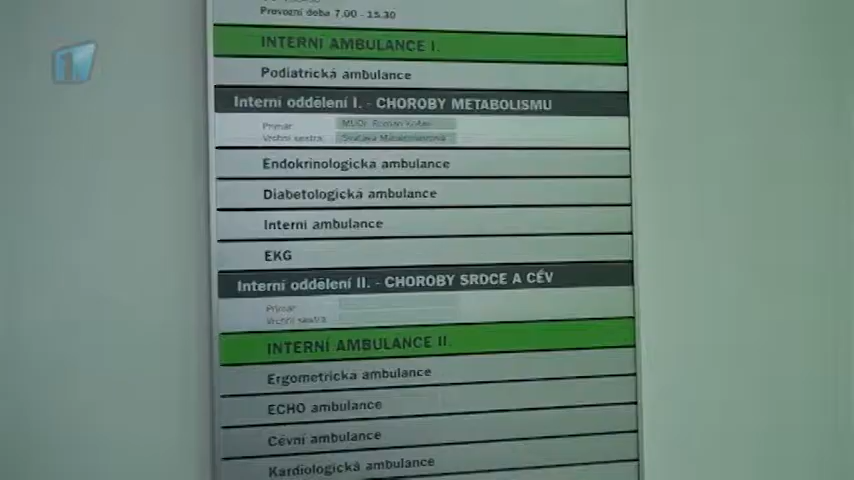 Provozní doba 7.00 - 15.30
INTERNÍ AMBULANCE I.
Podiatrická ambulance
Interní oddělení I. - CHOROBY METABOLISMU
Primář
MUDr. Roman
Vrchní sestra
Endokrinologická ambulance
Diabetologická ambulance
Interní ambulance
EKG
Interní oddělení II. - CHOROBY SRDCE A CÉV
Primář
Vrchní sestra
INTERNÍ AMBULANCE II.
Ergometrická ambulance
ECHO ambulance
Cévní ambulance
Kardiologická ambulance